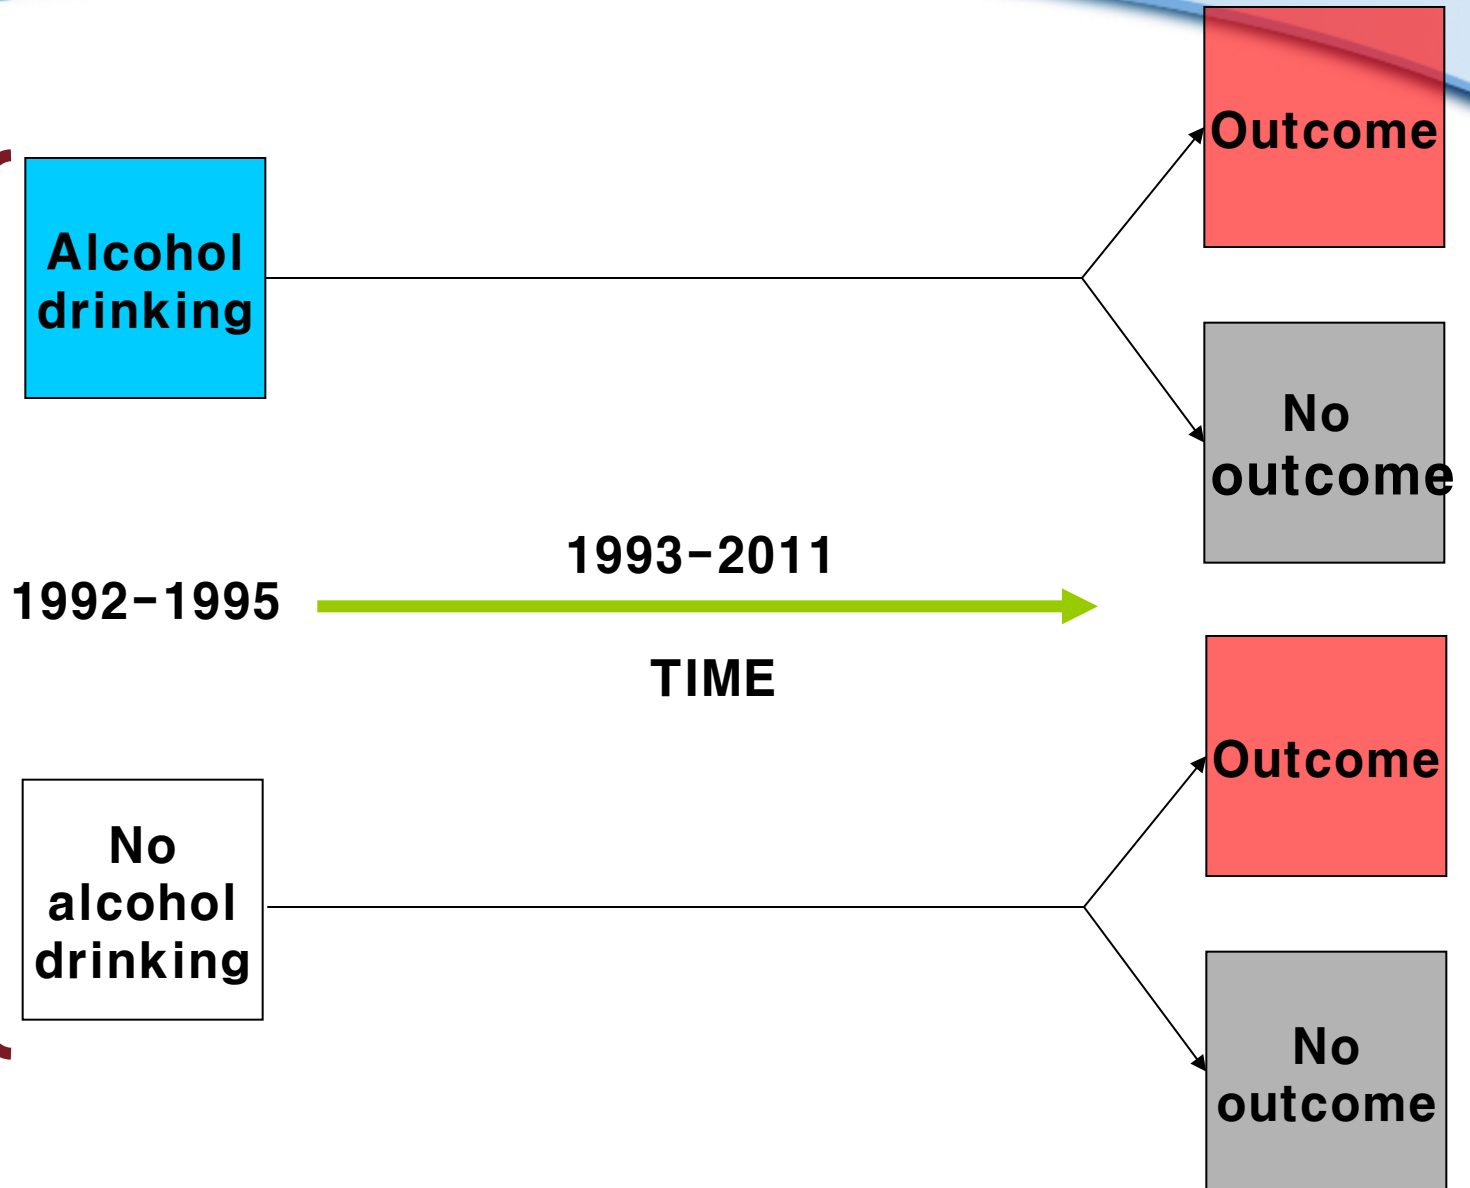 Outcome
Alcohol
drinking
No
outcome
1993-2011
1992-1995
TIME
Outcome
No
alcohol
drinking
No
outcome